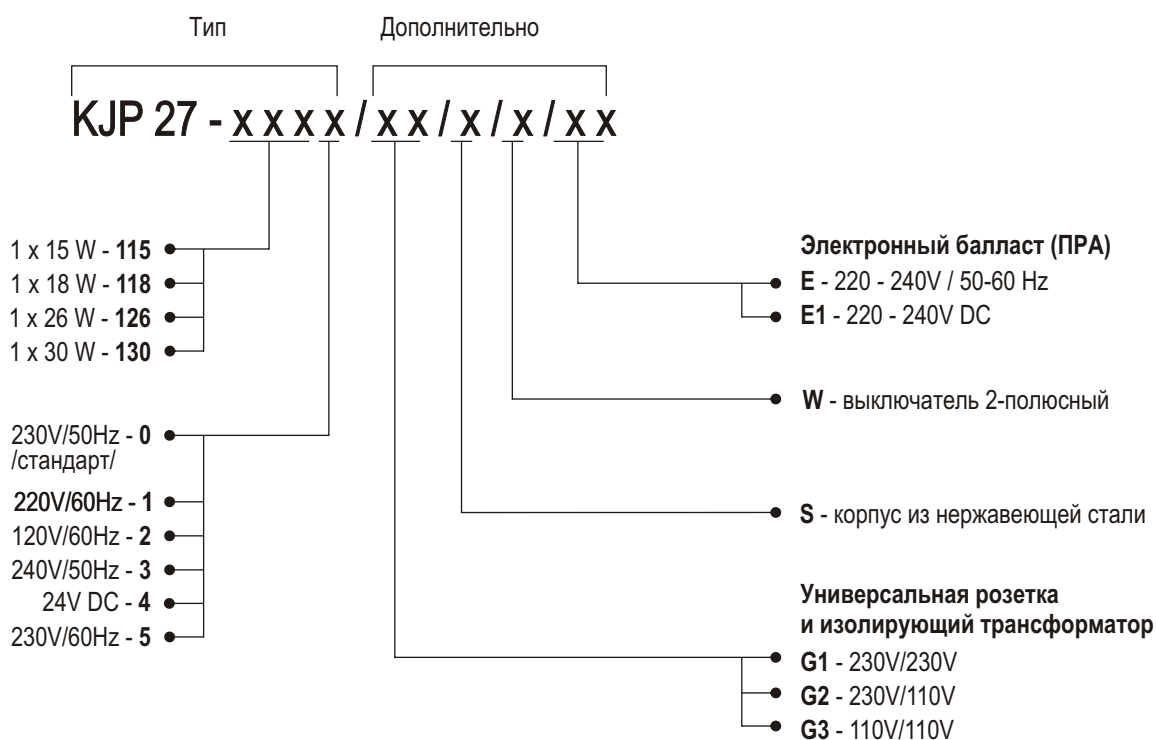 Тип
Дополнительно
KJP 27 - x x x x / x x / x / x / x x
1 x 15 W - 115
1 x 18 W - 118
1 x 26 W - 126
1 x 30 W - 130
230V/50Hz - 0
/стандарт/
220V/60Hz - 1
120V/60Hz - 2
240V/50Hz - 3
24V DC - 4
230V/60Hz - 5
Электронный балласт (ПРА)
E - 220 - 240V / 50-60 Hz
E1 - 220 - 240V DC
W - выключатель 2-полюсный
S - корпус из нержавеющей стали
Универсальная розетка
и изолирующий трансформатор
G1 - 230V/230V
G2 - 230V/110V
G3 - 110V/110V